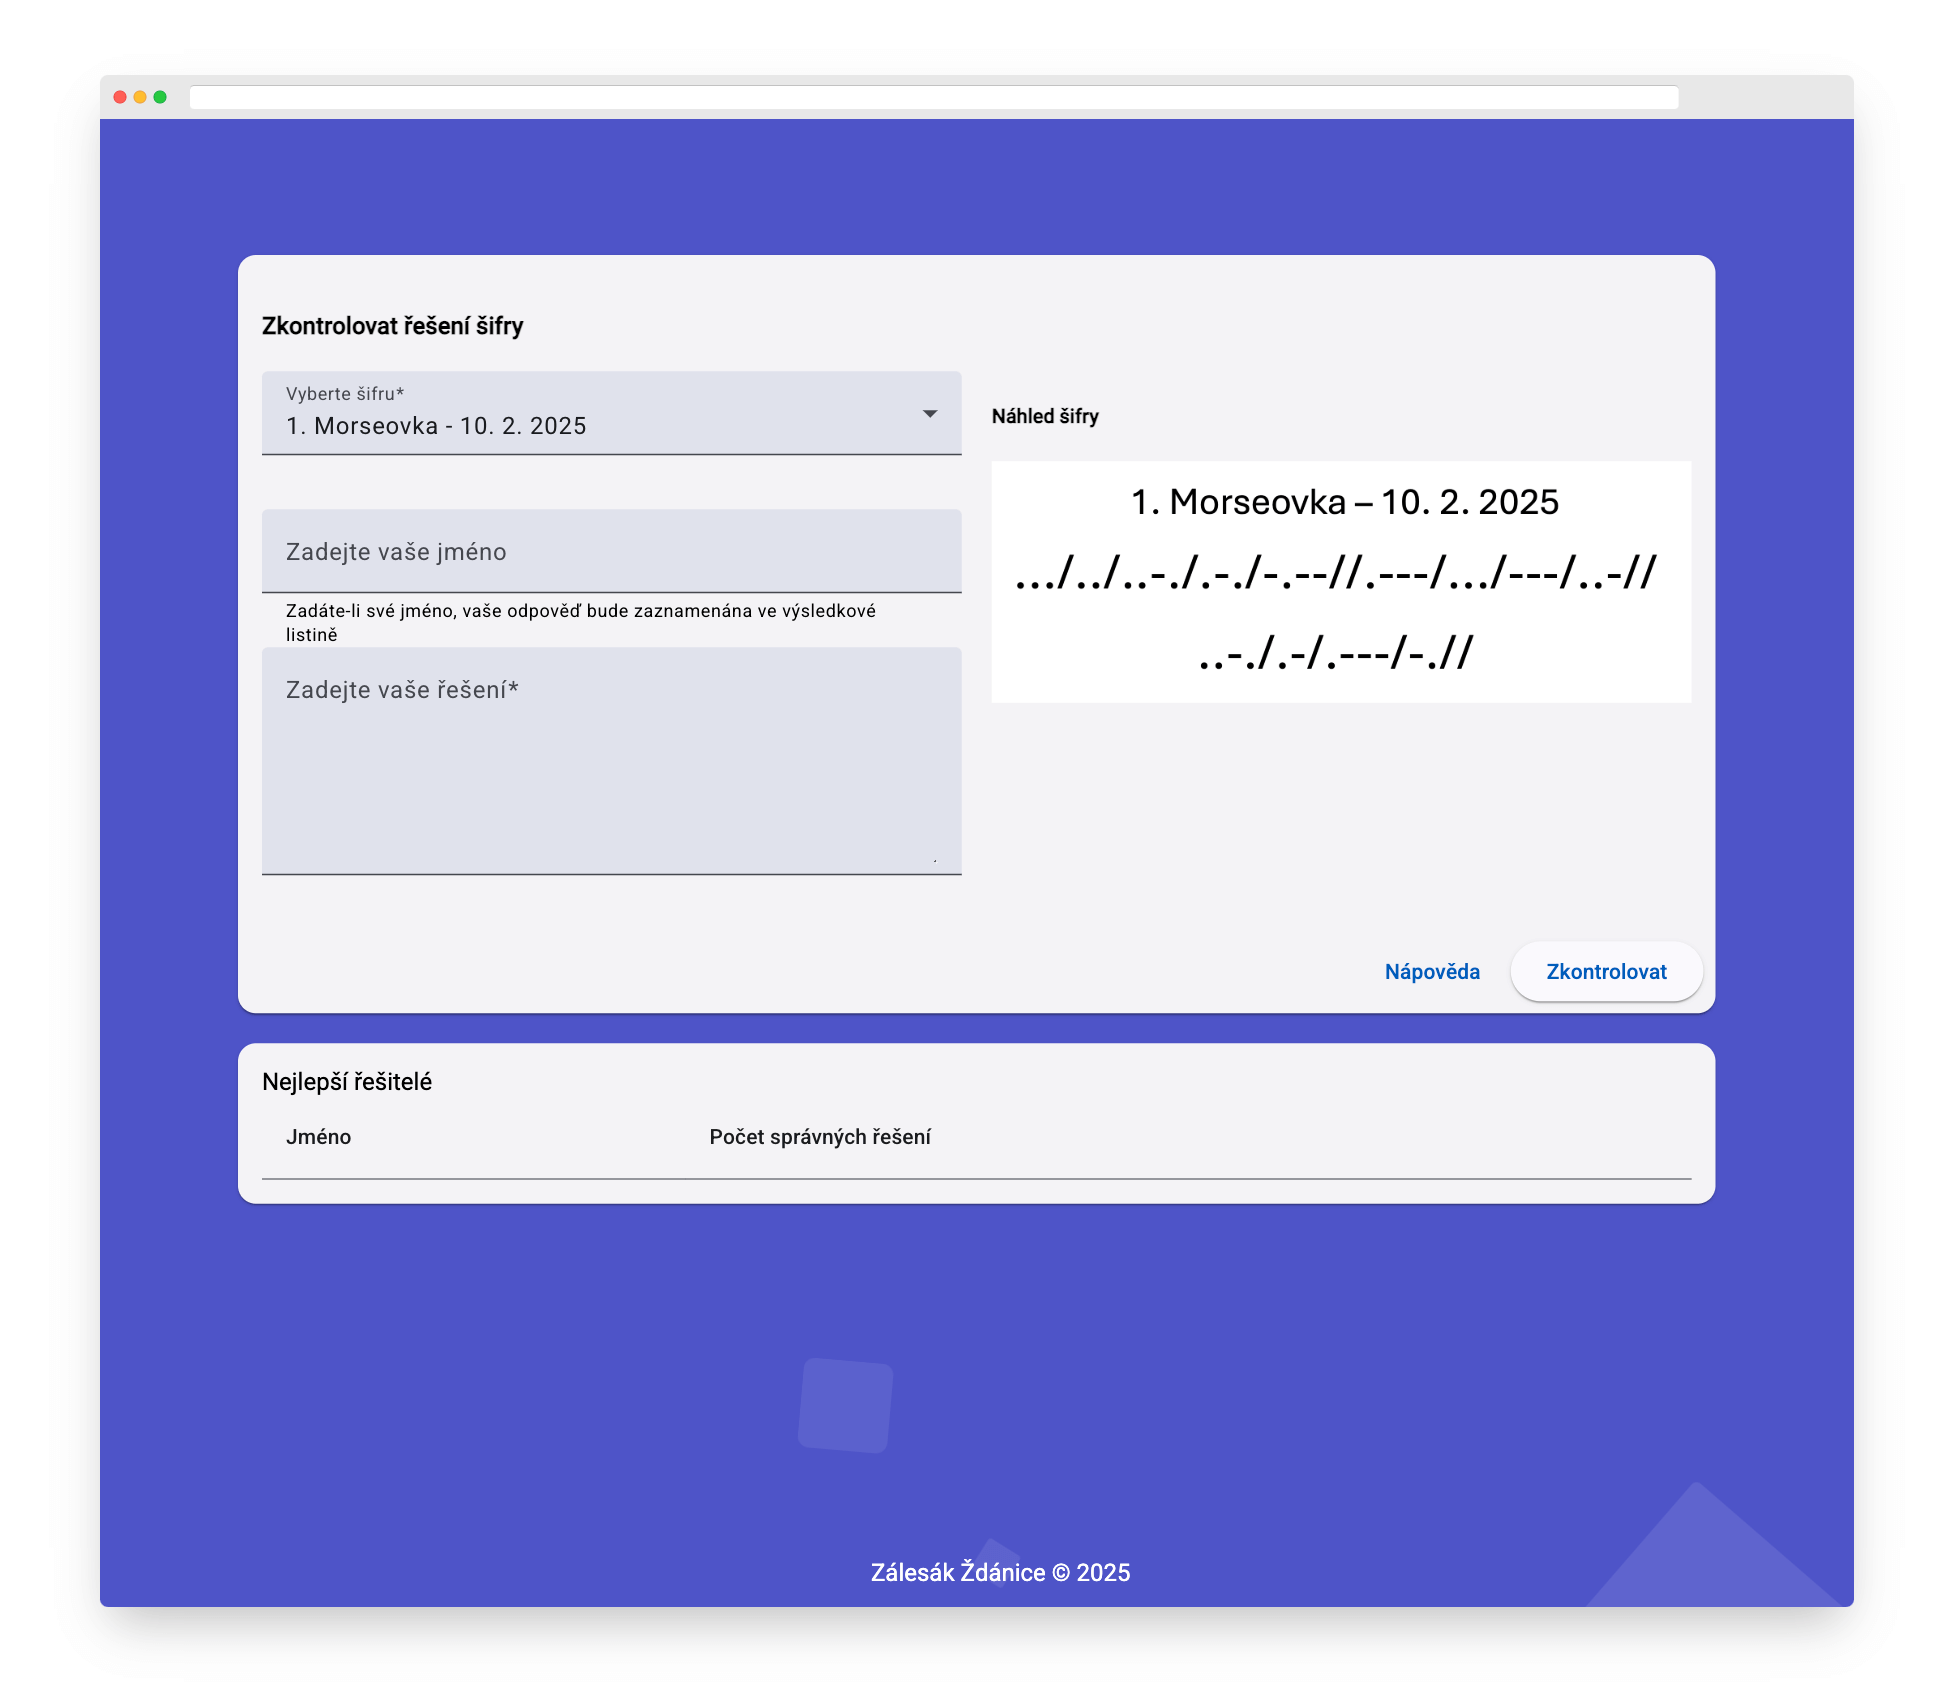 Zkontrolovat řešení šifry
Vyberte šifru*
1. Morseovka - 10. 2. 2025
Zadejte vaše jméno
Zadáte-li své jméno, vaše odpověď bude zaznamenána ve výsledkové
listině
Zadejte vaše řešení*
Náhled šifry
1. Morseovka – 10. 2. 2025
.../../..-./.-./-.--//.---/.../---/..-//
..-./.-/.---/-.//
Nápověda
Zkontrolovat
Nejlepší řešitelé
Jméno Počet správných řešení
Zálesák Ždánice © 2025